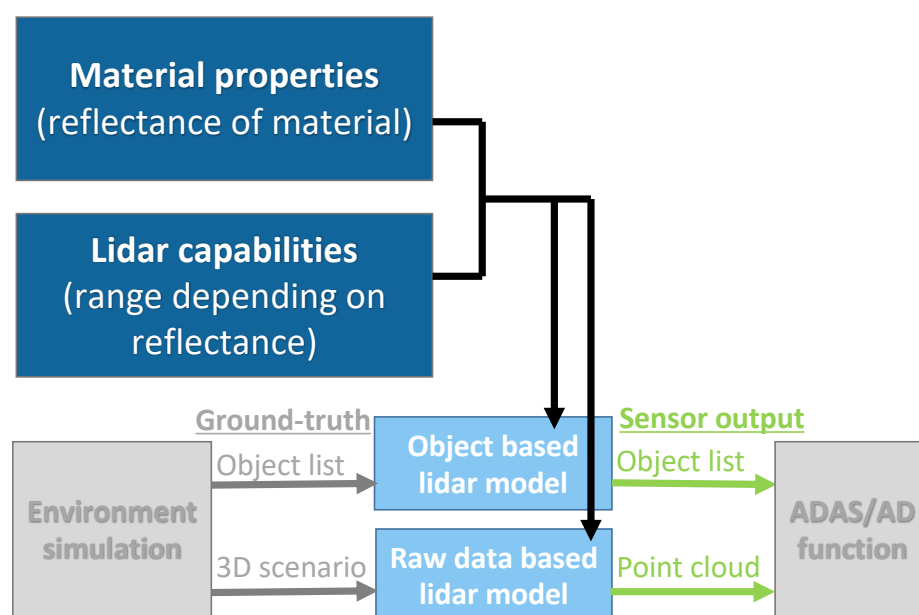 Material properties
(reflectance of material)
Lidar capabilities
(range depending on
reflectance)
Ground-truth
Sensor output
Object list
Object based
lidar model
Object list
Environment
simulation
ADAS/AD
function
3D scenario
Raw data based
lidar model
Point cloud